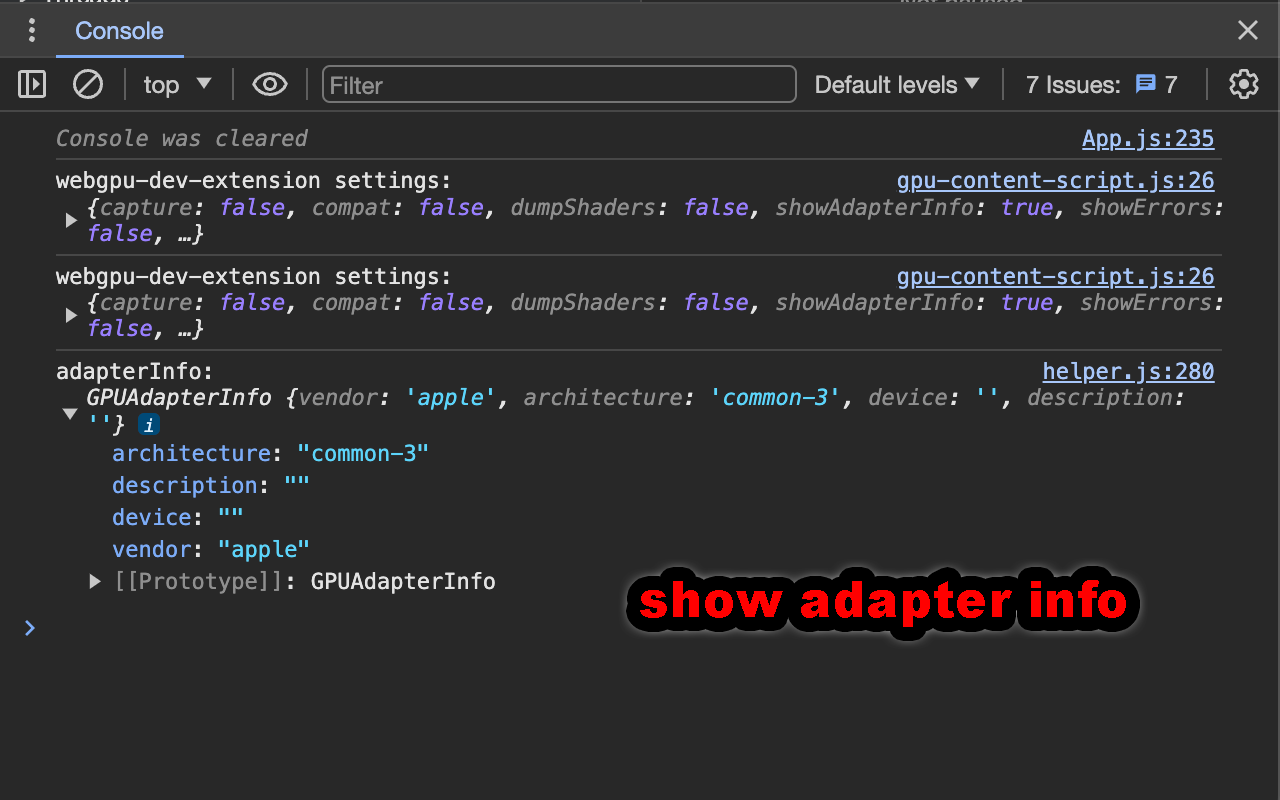 Console
top
Filter
Default levels
7 Issues:
7
Console was cleared
App.js:235
webgpu-dev-extension settings:
gpu-content-script.js:26
{capture: false, compat: false, dumpShaders: false, showAdapterInfo: true, showErrors:
false, …}
webgpu-dev-extension settings:
gpu-content-script.js:26
{capture: false, compat: false, dumpShaders: false, showAdapterInfo: true, showErrors:
false, …}
adapterInfo:
helper.js:280
GPUAdapterInfo {vendor: 'apple', architecture: 'common-3', device: '', description:
''} i
architecture: "common-3"
description: ""
device: ""
vendor: "apple"
[[Prototype]]: GPUAdapterInfo
show adapter info